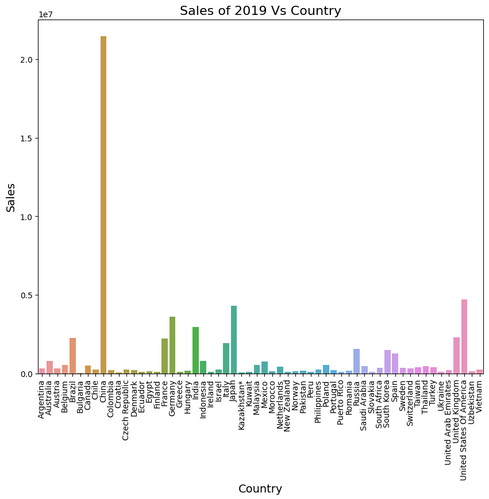 Sales of 2019 Vs Country
1e7
2.0
1.5
1.0
0.5
0.0
Sales
Argentina
Australia
Austria
Belgium
Brazil
Bulgaria
Canada
Chile
China
Colombia
Croatia
Czech Republic
Denmark
Ecuador
Egypt
Finland
France
Germany
Greece
Hungary
India
Indonesia
Ireland
Israel
Italy
Japan
Kazakhstan*
Kuwait
Malaysia
Mexico
Morocco
Netherlands
New Zealand
Norway
Pakistan
Peru
Philippines
Poland
Portugal
Puerto Rico
Romania
Russia
Saudi Arabia
Slovakia
South Africa
South Korea
Spain
Sweden
Switzerland
Taiwan
Thailand
Turkey
Ukraine
United Arab Emirates
United Kingdom
United States Of America
Uzbekistan
Vietnam
Country